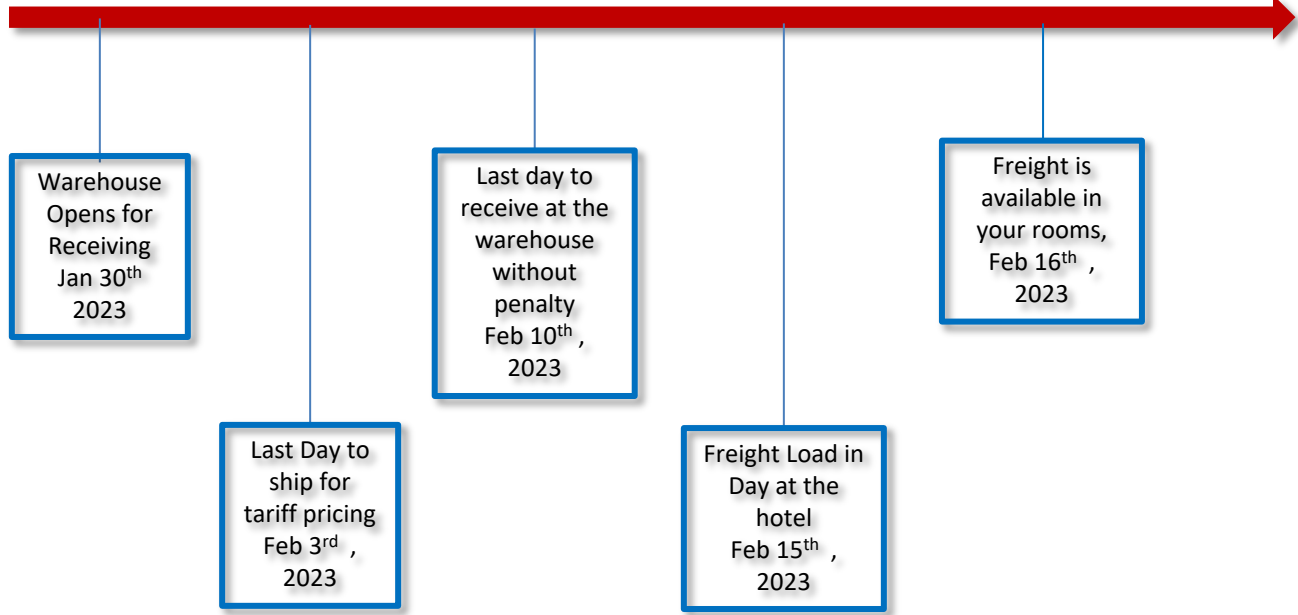 Warehouse
Opens for
Receiving
Jan 30th
2023
Last Day to
ship for
tariff pricing
Feb 3rd ,
2023
Last day to
receive at the
warehouse
without
penalty
Feb 10th ,
2023
Freight Load in
Day at the
hotel
Feb 15th ,
2023
Freight is
available in
your rooms,
Feb 16th ,
2023